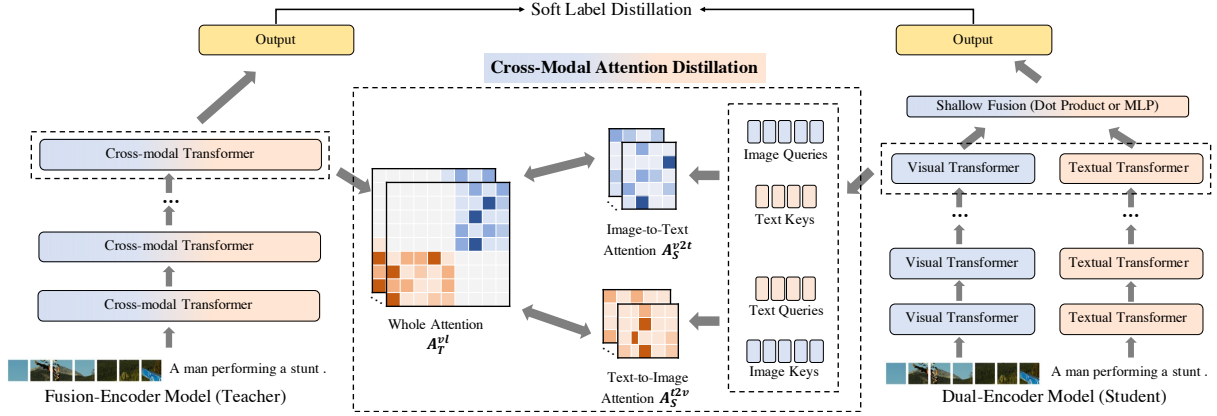 Soft Label Distillation
Output
Output
Cross-Modal Attention Distillation
Cross-modal Transformer
...
Cross-modal Transformer
Cross-modal Transformer
A man performing a stunt .
Fusion-Encoder Model (Teacher)
Whole Attention
A_T^{vl}
Image-to-Text
Attention A_S^{v2t}
Text-to-Image
Attention A_S^{t2v}
Image Queries
Text Keys
Text Queries
Image Keys
Shallow Fusion (Dot Product or MLP)
Visual Transformer
Textual Transformer
...
...
Visual Transformer
Textual Transformer
Visual Transformer
Textual Transformer
A man performing a stunt .
Dual-Encoder Model (Student)